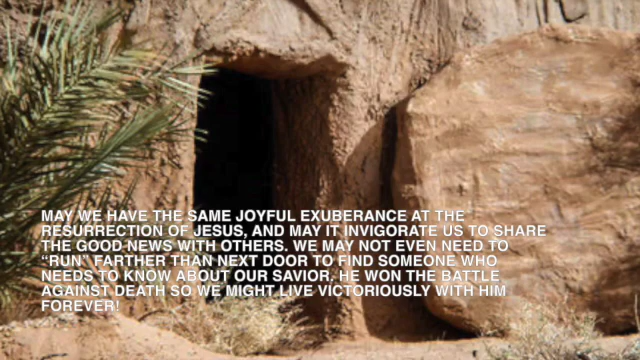 MAY WE HAVE THE SAME JOYFUL EXUBERANCE AT THE
RESURRECTION OF JESUS, AND MAY IT INVIGORATE US TO SHARE
THE GOOD NEWS WITH OTHERS. WE MAY NOT EVEN NEED TO
“RUN” FARTHER THAN NEXT DOOR TO FIND SOMEONE WHO
NEEDS TO KNOW ABOUT OUR SAVIOR. HE WON THE BATTLE
AGAINST DEATH SO WE MIGHT LIVE VICTORIOUSLY WITH HIM
FOREVER!